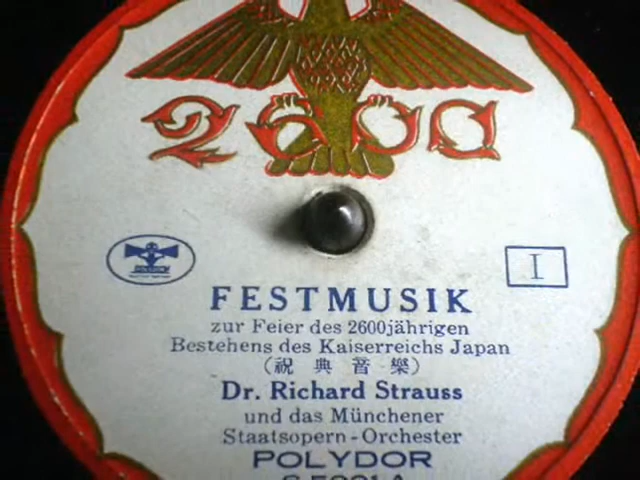 2600
POLYDOR
I
FESTMUSIK
zur Feier des 2600jährigen
Bestehens des Kaiserreichs Japan
(祝典音樂)
Dr. Richard Strauss
und das Münchener
Staatsopern-Orchester
POLYDOR